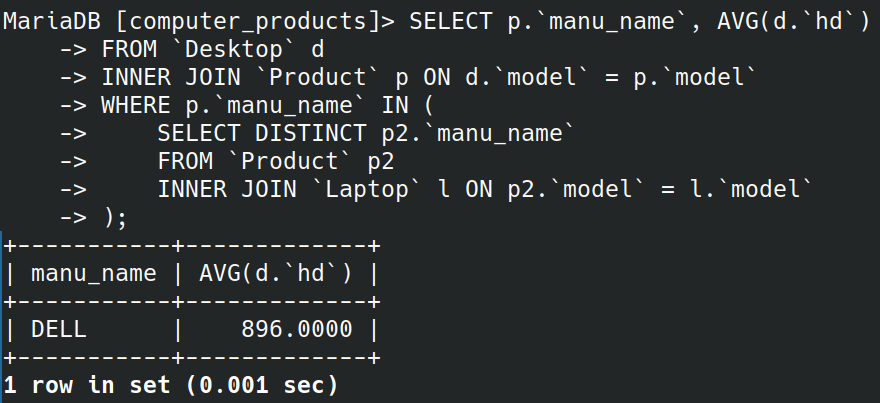 MariaDB [computer_products]> SELECT p.`manu_name`, AVG(d.`hd`)
    -> FROM `Desktop` d
    -> INNER JOIN `Product` p ON d.`model` = p.`model`
    -> WHERE p.`manu_name` IN (
    ->     SELECT DISTINCT p2.`manu_name`
    ->     FROM `Product` p2
    ->     INNER JOIN `Laptop` l ON p2.`model` = l.`model`
    -> );
+-----------+-------------+
| manu_name | AVG(d.`hd`) |
+-----------+-------------+
| DELL      |    896.0000 |
+-----------+-------------+
1 row in set (0.001 sec)